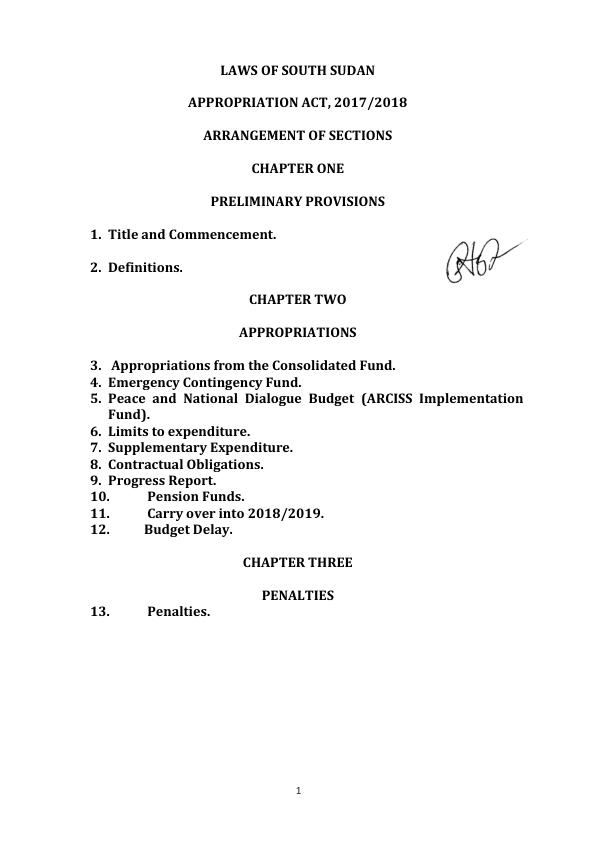 LAWS OF SOUTH SUDAN
APPROPRIATION ACT, 2017/2018
ARRANGEMENT OF SECTIONS
CHAPTER ONE
PRELIMINARY PROVISIONS
1. Title and Commencement.
2. Definitions.
CHAPTER TWO
APPROPRIATIONS
3. Appropriations from the Consolidated Fund.
4. Emergency Contingency Fund.
5. Peace and National Dialogue Budget (ARCISS Implementation
Fund).
6. Limits to expenditure.
7. Supplementary Expenditure.
8. Contractual Obligations.
9. Progress Report.
10. Pension Funds.
11. Carry over into 2018/2019.
12. Budget Delay.
CHAPTER THREE
PENALTIES
13. Penalties.
1